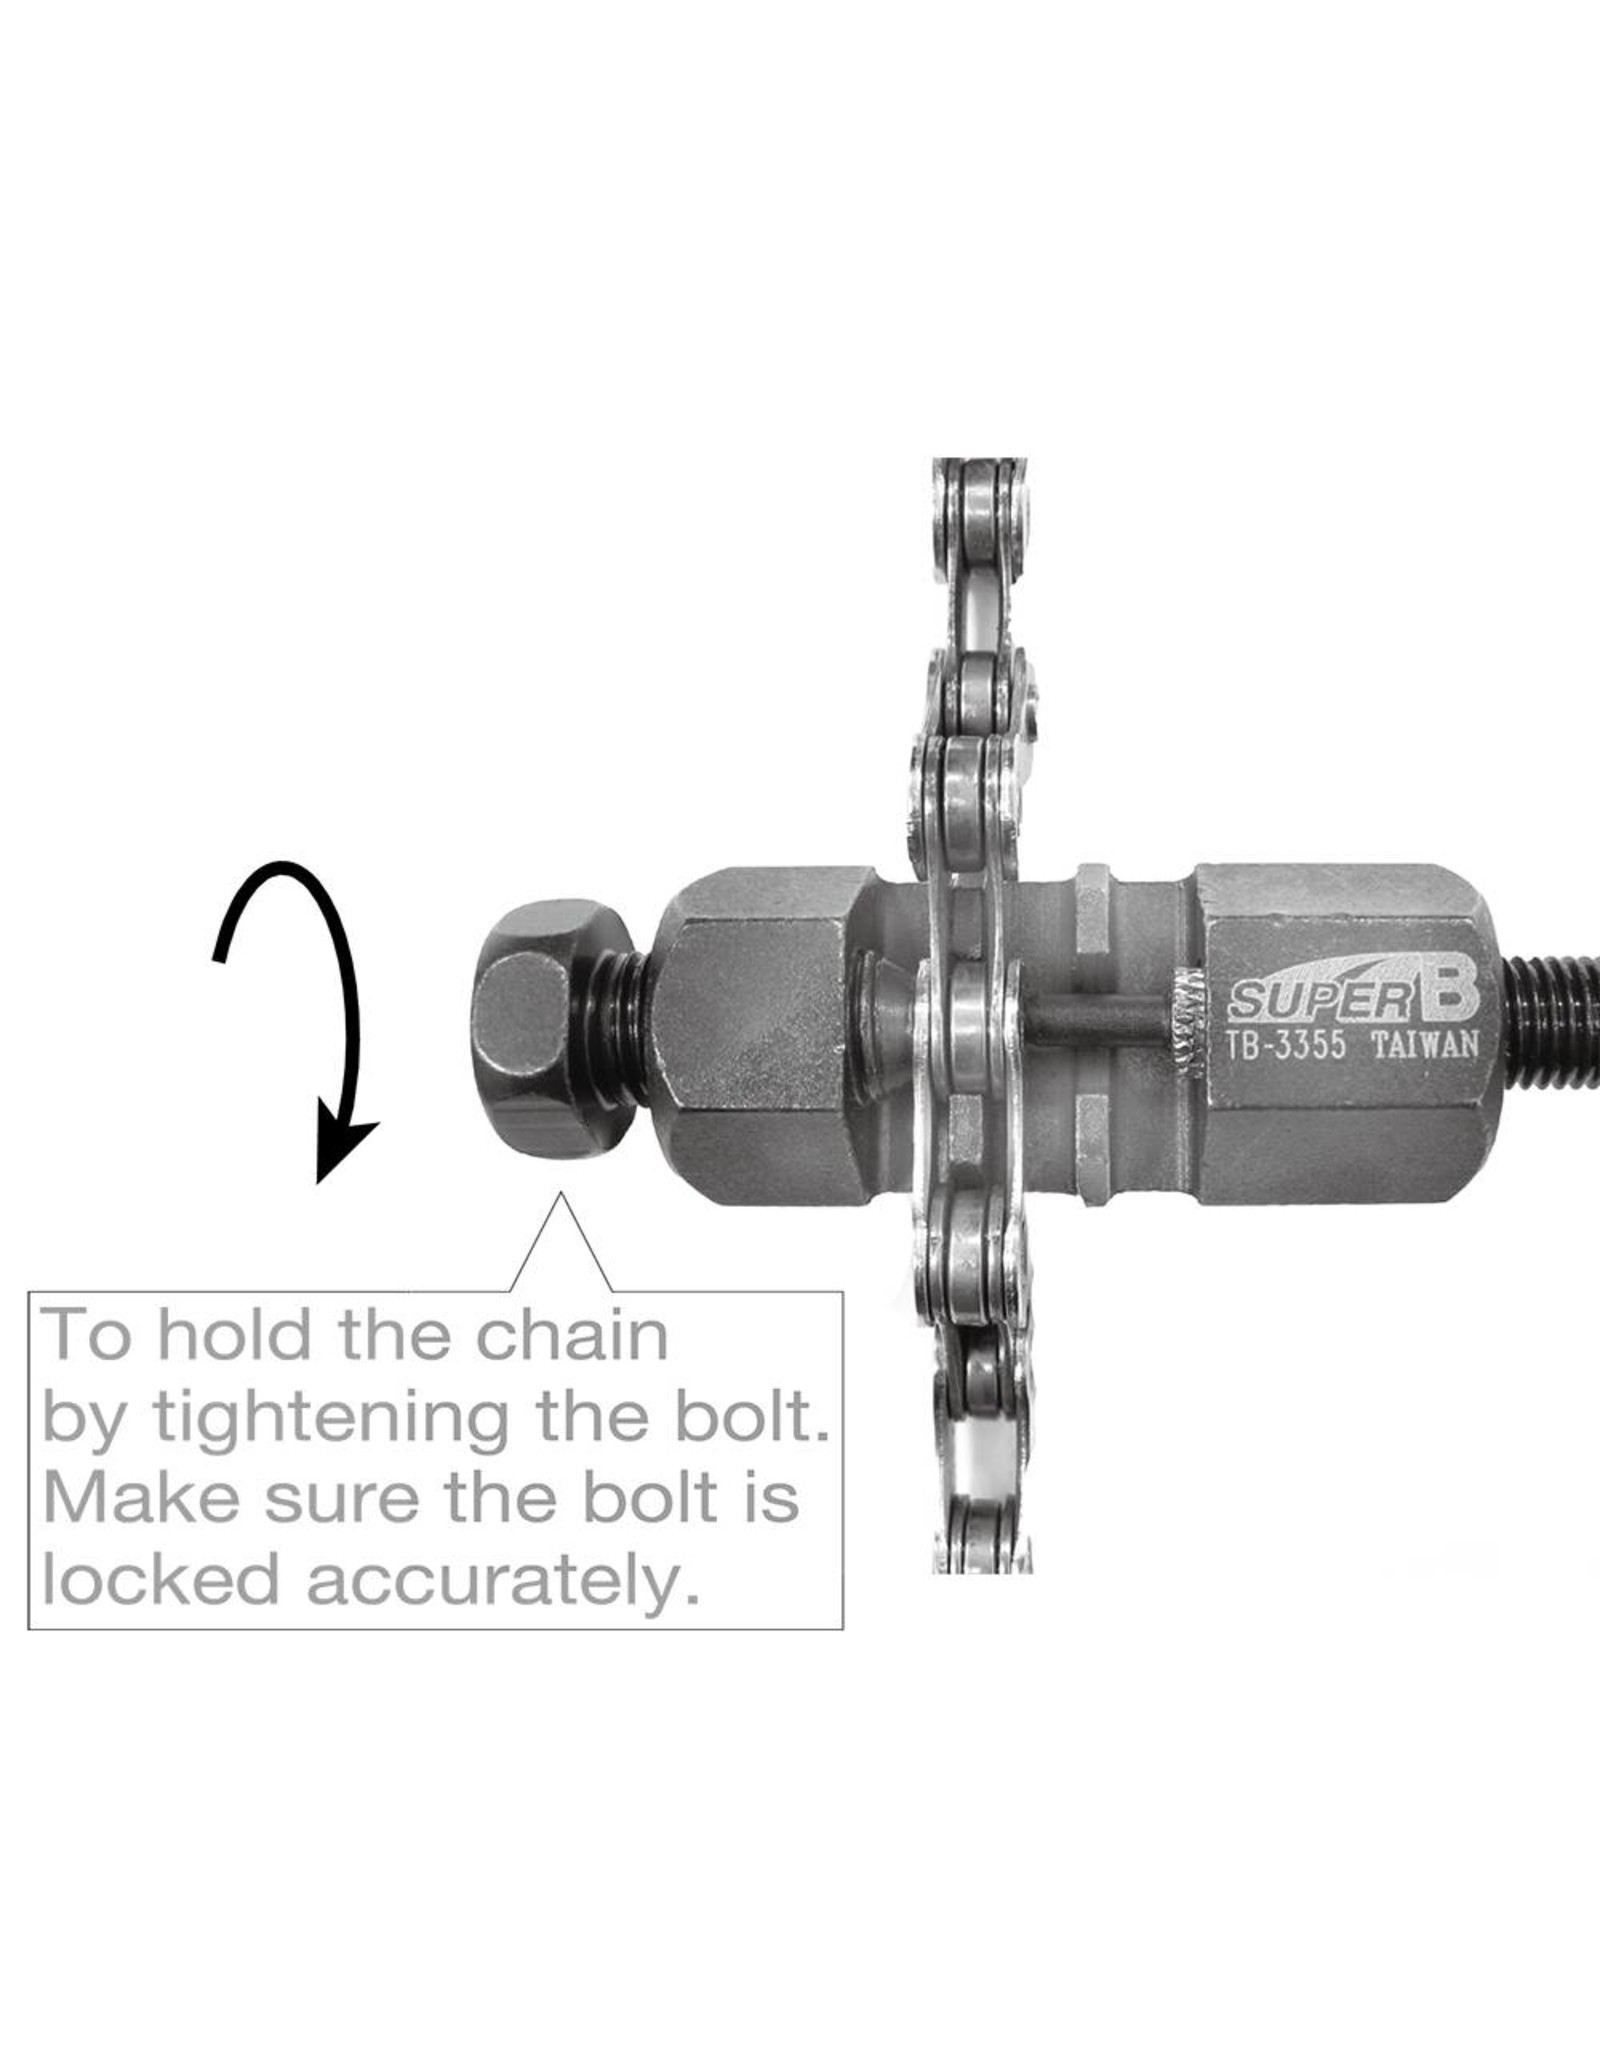 SUPER B
TB-3355 TAIWAN
To hold the chain
by tightening the bolt.
Make sure the bolt is
locked accurately.